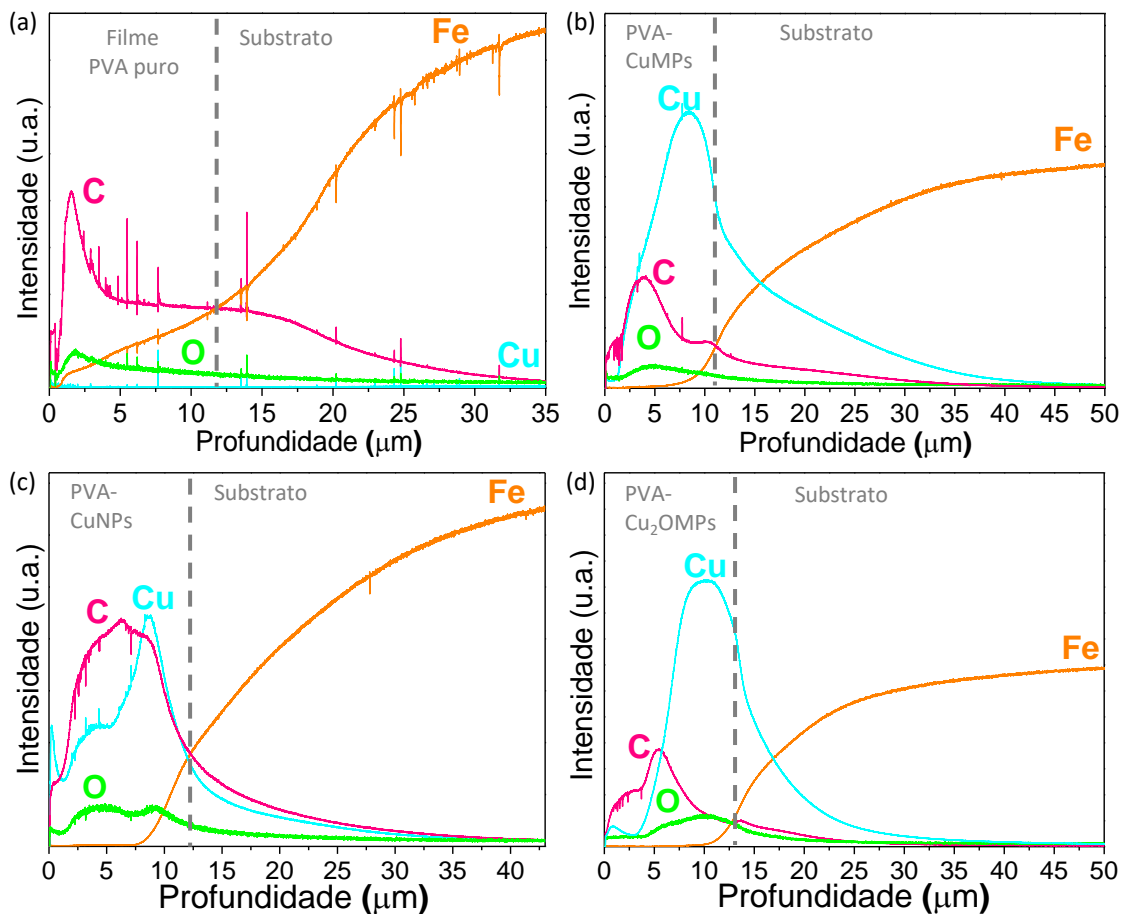 (a)
Filme
PVA puro
Substrato
Fe
C
O
Cu
Intensidade (u.a.)
0 5 10 15 20 25 30 35
Profundidade (μm)
(b)
PVA-
CuMPs
Substrato
Cu
Fe
C
O
Intensidade (u.a.)
0 5 10 15 20 25 30 35 40 45 50
Profundidade (μm)
(c)
PVA-
CuNPs
Substrato
Fe
C
Cu
O
Intensidade (u.a.)
0 5 10 15 20 25 30 35 40
Profundidade (μm)
(d)
PVA-
Cu₂OMPs
Substrato
Cu
Fe
C
O
Intensidade (u.a.)
0 5 10 15 20 25 30 35 40 45 50
Profundidade (μm)